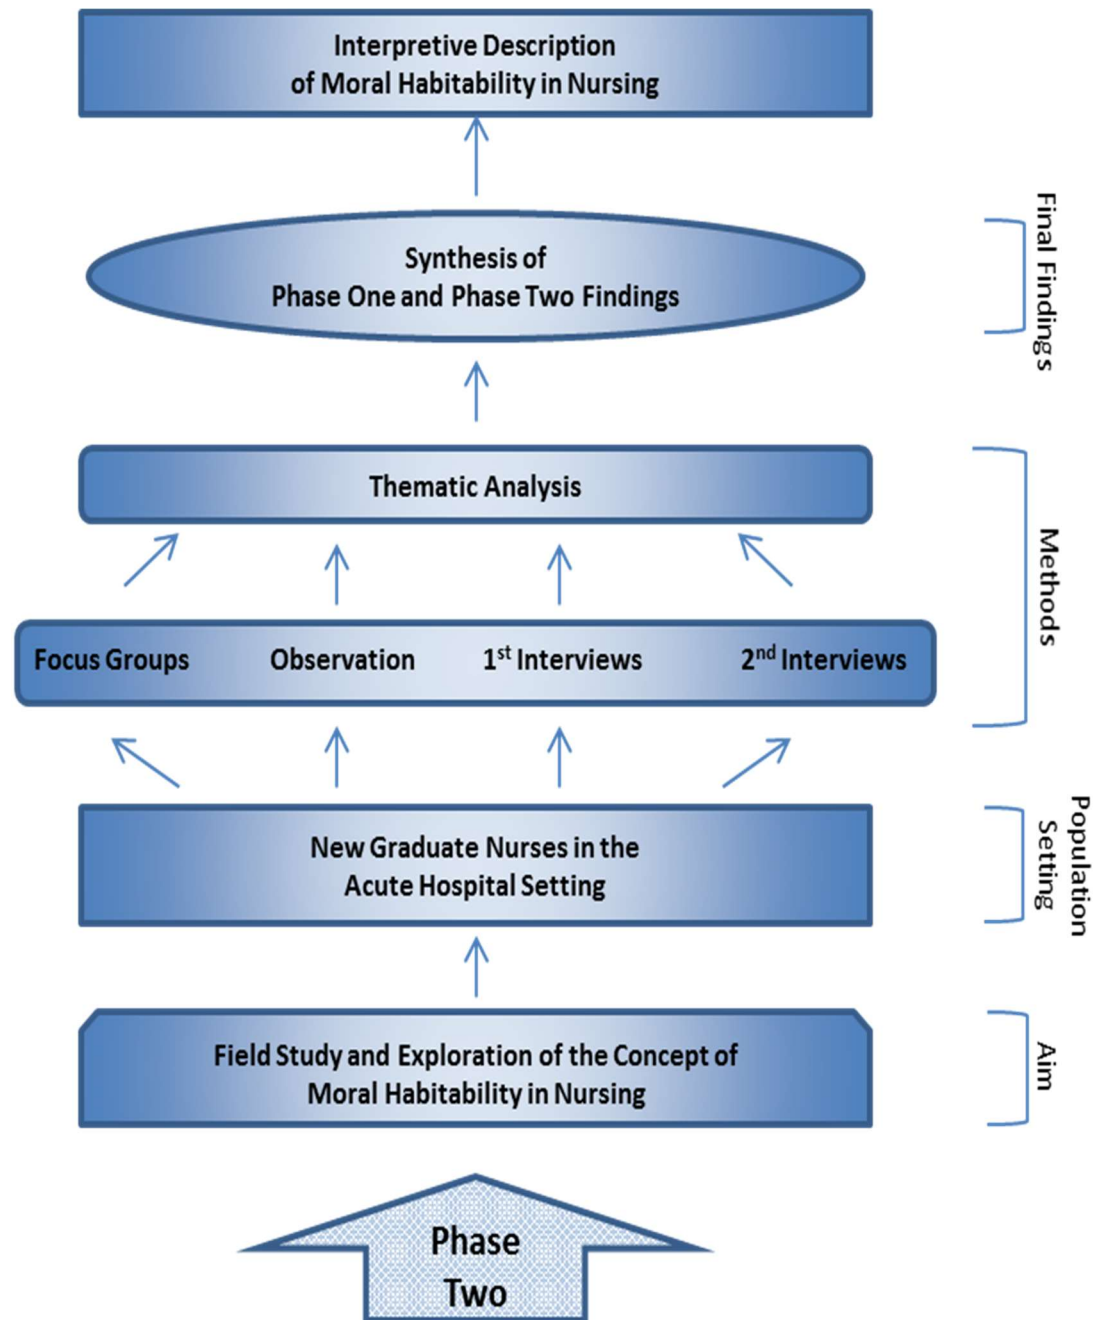 Interpretive Description
of Moral Habitability in Nursing
Final Findings
Synthesis of
Phase One and Phase Two Findings
Methods
Thematic Analysis
Focus Groups Observation 1st Interviews 2nd Interviews
Population
Setting
New Graduate Nurses in the
Acute Hospital Setting
Aim
Field Study and Exploration of the Concept of
Moral Habitability in Nursing
Phase
Two